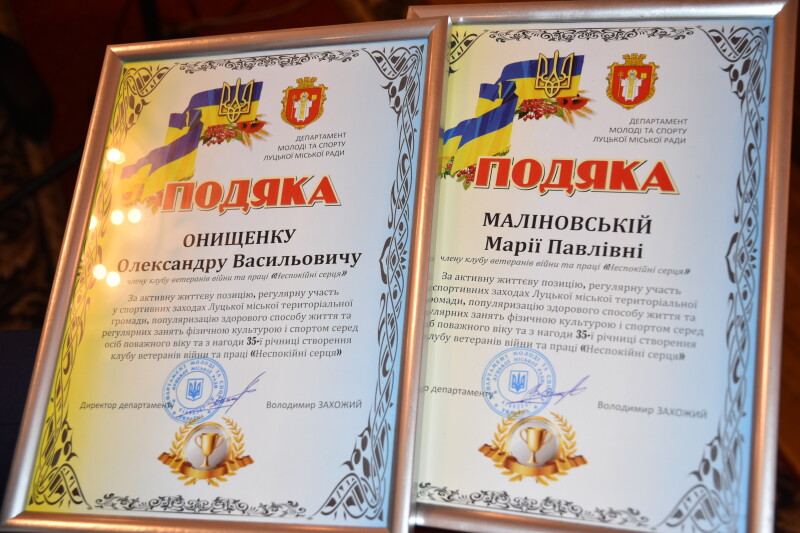 ДЕПАРТАМЕНТ
МОЛОДІ ТА СПОРТУ
ЛУЦЬКОЇ МІСЬКОЇ РАДИ
ПОДЯКА
ОНИЩЕНКУ
Олександру Васильовичу
члену клубу ветеранів війни та праці «Неспокійні серця»
За активну життєву позицію, регулярну участь
у спортивних заходах Луцької міської територіальної
громади, популяризацію здорового способу життя та
регулярних занять фізичною культурою і спортом серед
осіб поважного віку та з нагоди 35-ї річниці створення
клубу ветеранів війни та праці «Неспокійні серця»
Директор департаменту
Володимир ЗАХОЖИЙ
ДЕПАРТАМЕНТ
МОЛОДІ ТА СПОРТУ
ЛУЦЬКОЇ МІСЬКОЇ РАДИ
ПОДЯКА
МАЛІНОВСЬКІЙ
Марії Павлівні
члену клубу ветеранів війни та праці «Неспокійні серця»
За активну життєву позицію, регулярну участь
спортивних заходах Луцької міської територіальної
громади, популяризацію здорового способу життя та
регулярних занять фізичною культурою і спортом серед
осіб поважного віку та з нагоди 35-ї річниці створення
клубу ветеранів війни та праці «Неспокійні серця»
ор департаменту
Володимир ЗАХОЖИЙ